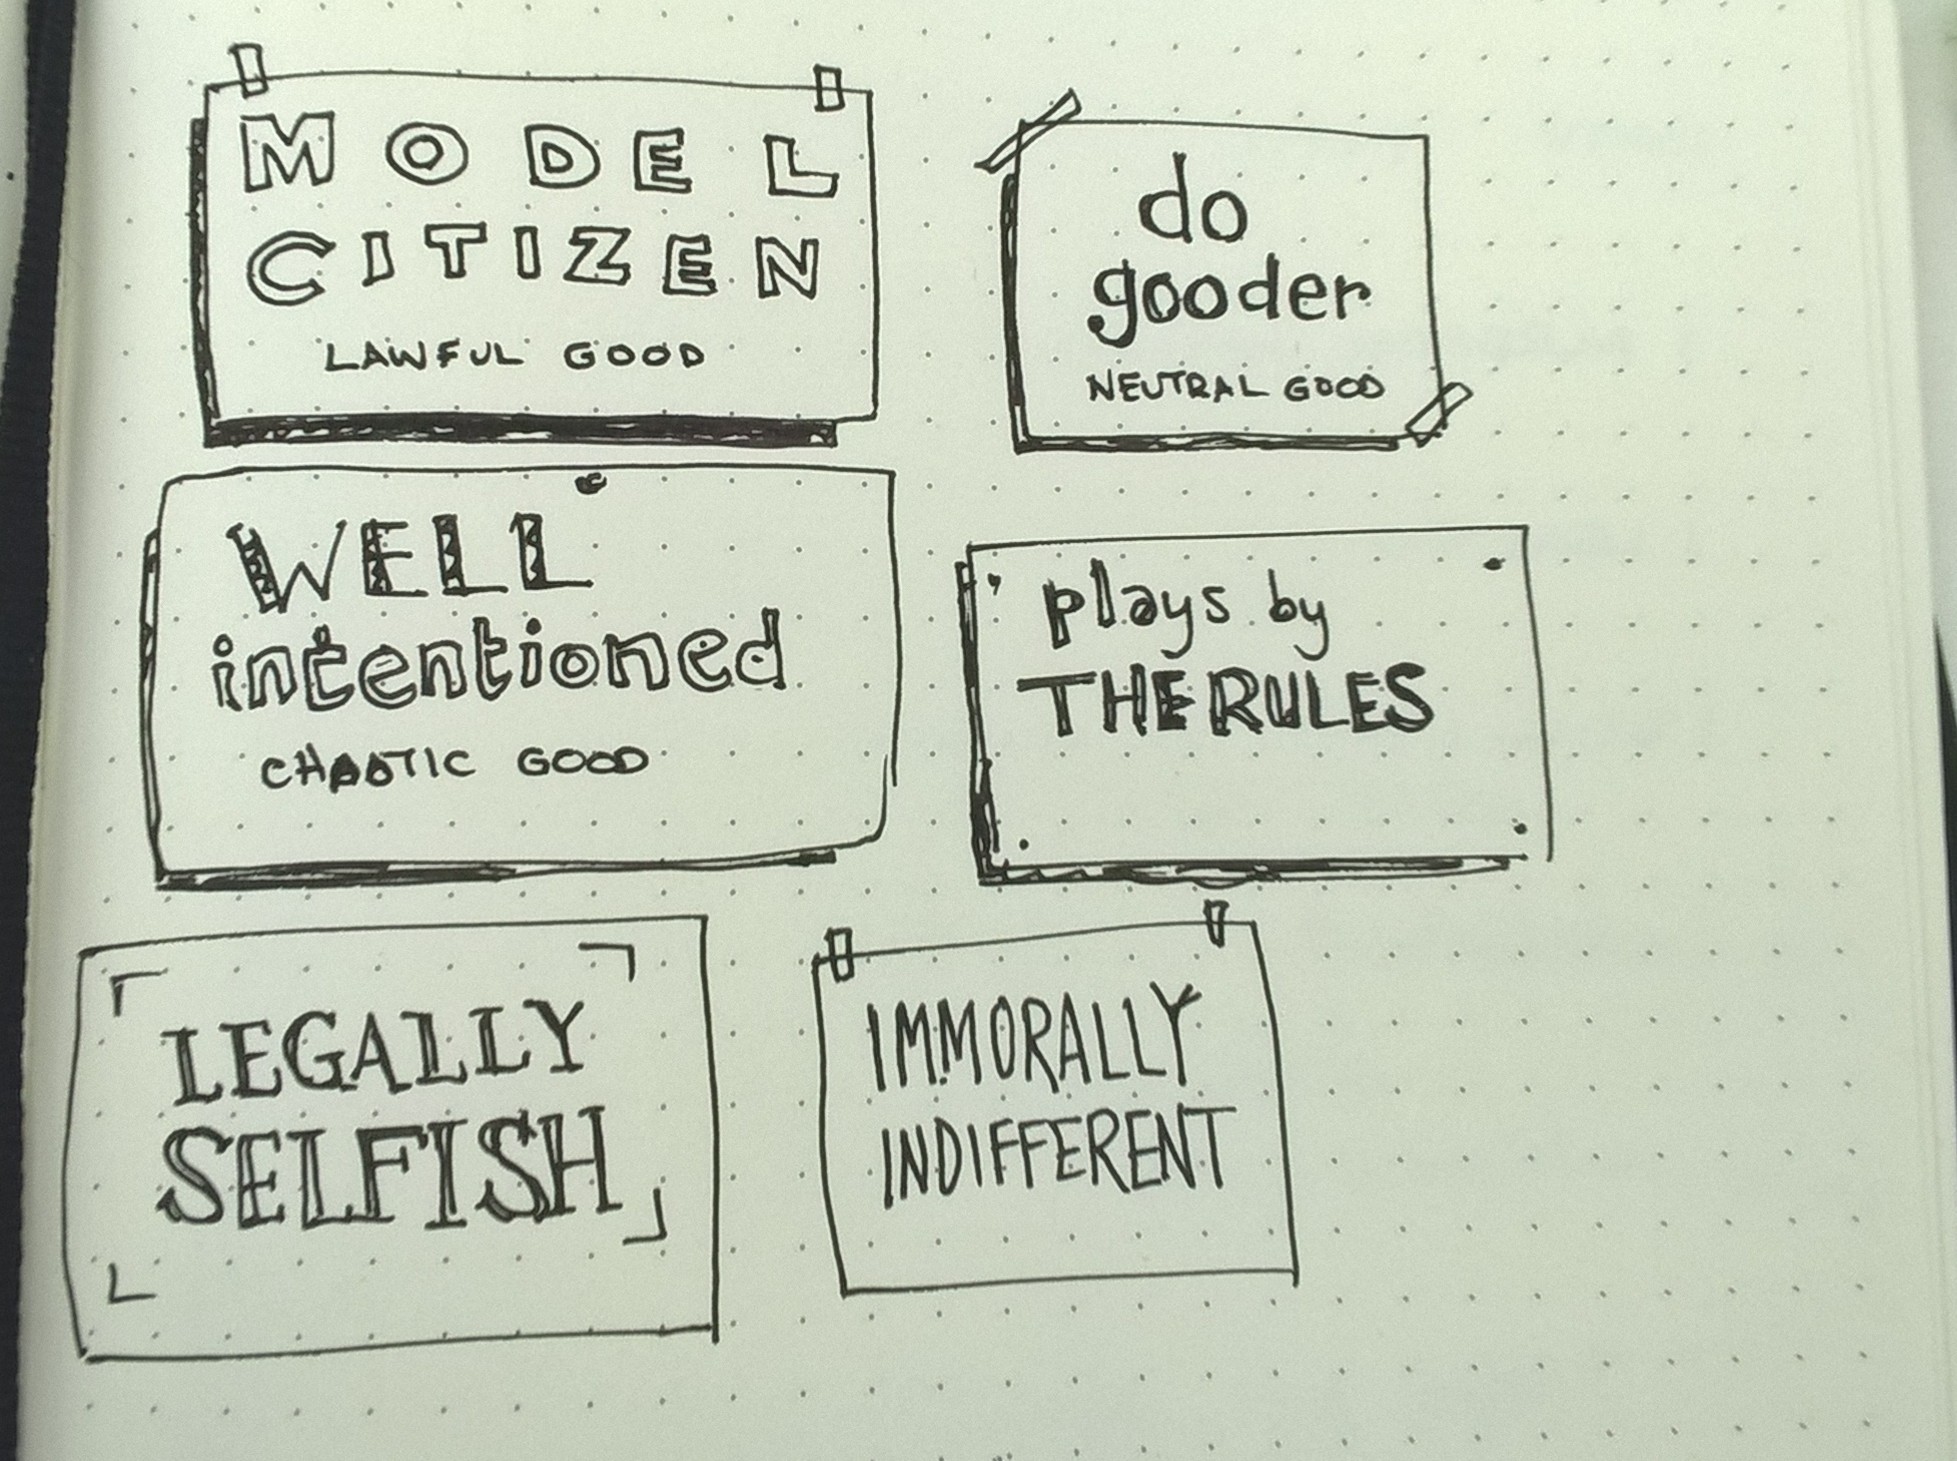 MODEL
CITIZEN
LAWFUL GOOD
do
gooder
NEUTRAL GOOD
WELL
intentioned
CHAOTIC GOOD
plays by
THE RULES
LEGALLY
SELFISH
IMMORALLY
INDIFFERENT